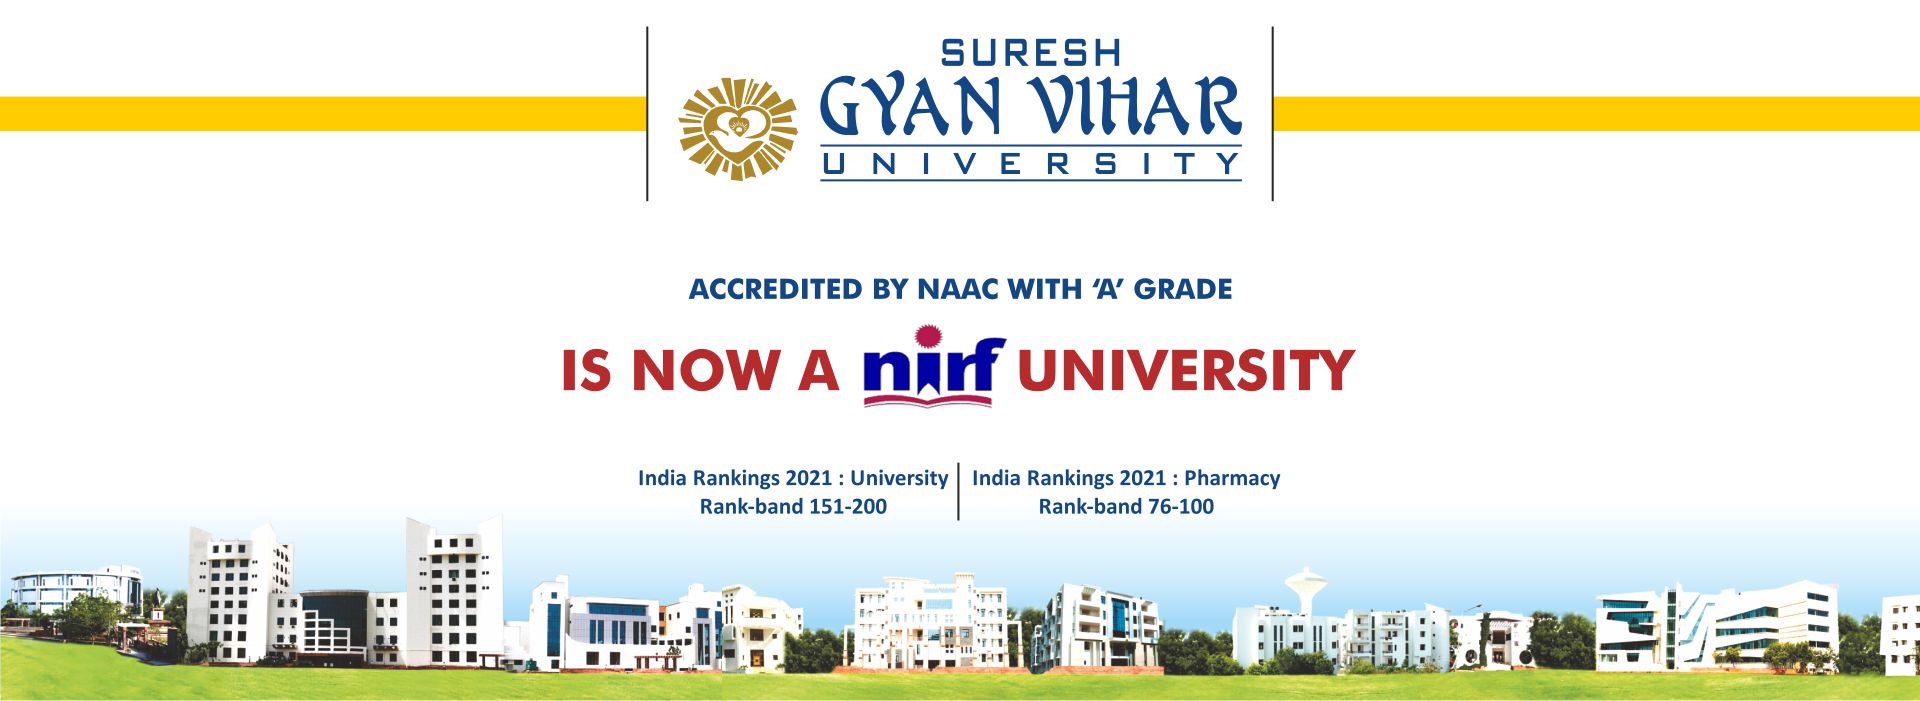 SURESH
GYAN VIHAR
UNIVERSITY
ACCREDITED BY NAAC WITH ‘A’ GRADE
IS NOW A nirf UNIVERSITY
India Rankings 2021 : University
Rank-band 151-200
India Rankings 2021 : Pharmacy
Rank-band 76-100